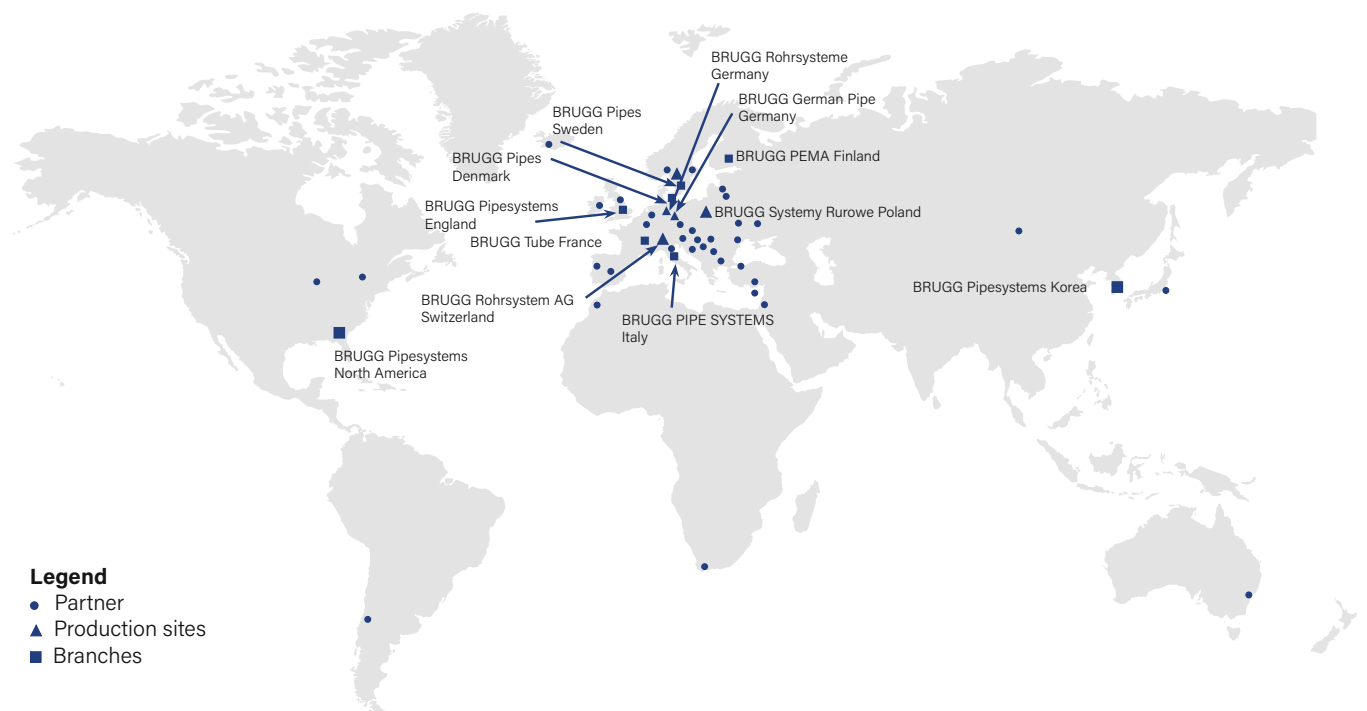 BRUGG Rohrsysteme
Germany
BRUGG German Pipe
Germany
BRUGG Pipes
Sweden
BRUGG Pipes
Denmark
BRUGG PEMA Finland
BRUGG Pipesystems
England
BRUGG Systemy Rurowe Poland
BRUGG Tube France
BRUGG Pipesystems Korea
BRUGG Rohrsystem AG
Switzerland
BRUGG PIPE SYSTEMS
Italy
BRUGG Pipesystems
North America
Legend
Partner
Production sites
Branches